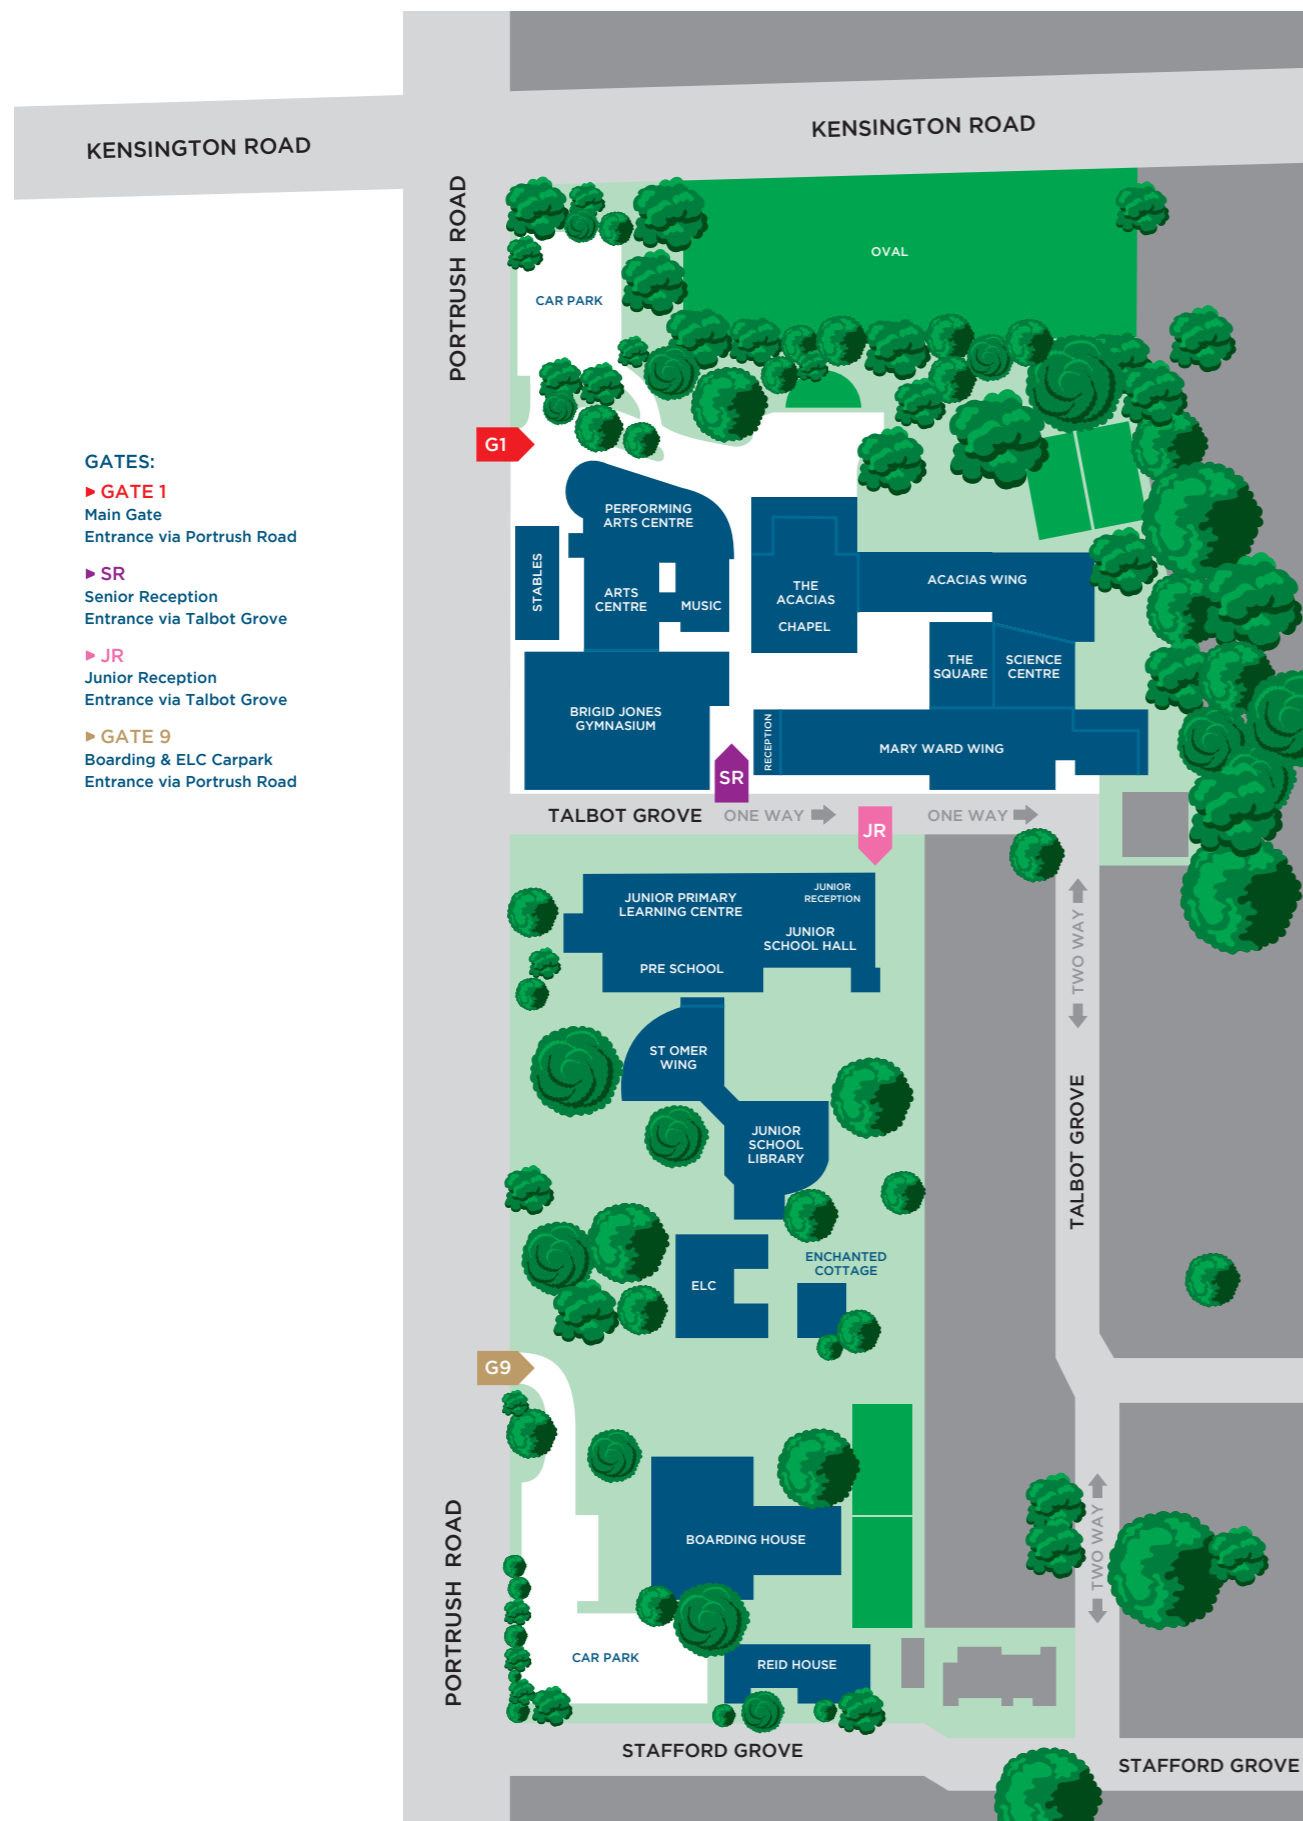 KENSINGTON ROAD
KENSINGTON ROAD
PORTRUSH ROAD
OVAL
CAR PARK
G1
GATES:
GATE 1
Main Gate
Entrance via Portrush Road
SR
Senior Reception
Entrance via Talbot Grove
JR
Junior Reception
Entrance via Talbot Grove
GATE 9
Boarding & ELC Carpark
Entrance via Portrush Road
PERFORMING
ARTS CENTRE
STABLES
ARTS
CENTRE
MUSIC
THE
ACACIAS
CHAPEL
ACACIAS WING
THE
SQUARE
SCIENCE
CENTRE
BRIGID JONES
GYMNASIUM
RECEPTION
MARY WARD WING
SR
TALBOT GROVE
ONE WAY
JR
ONE WAY
JUNIOR PRIMARY
LEARNING CENTRE
JUNIOR
RECEPTION
JUNIOR
SCHOOL HALL
PRE SCHOOL
TWO WAY
ST OMER
WING
JUNIOR
SCHOOL
LIBRARY
TALBOT GROVE
ENCHANTED
COTTAGE
ELC
G9
BOARDING HOUSE
TWO WAY
PORTRUSH ROAD
CAR PARK
REID HOUSE
STAFFORD GROVE
STAFFORD GROVE